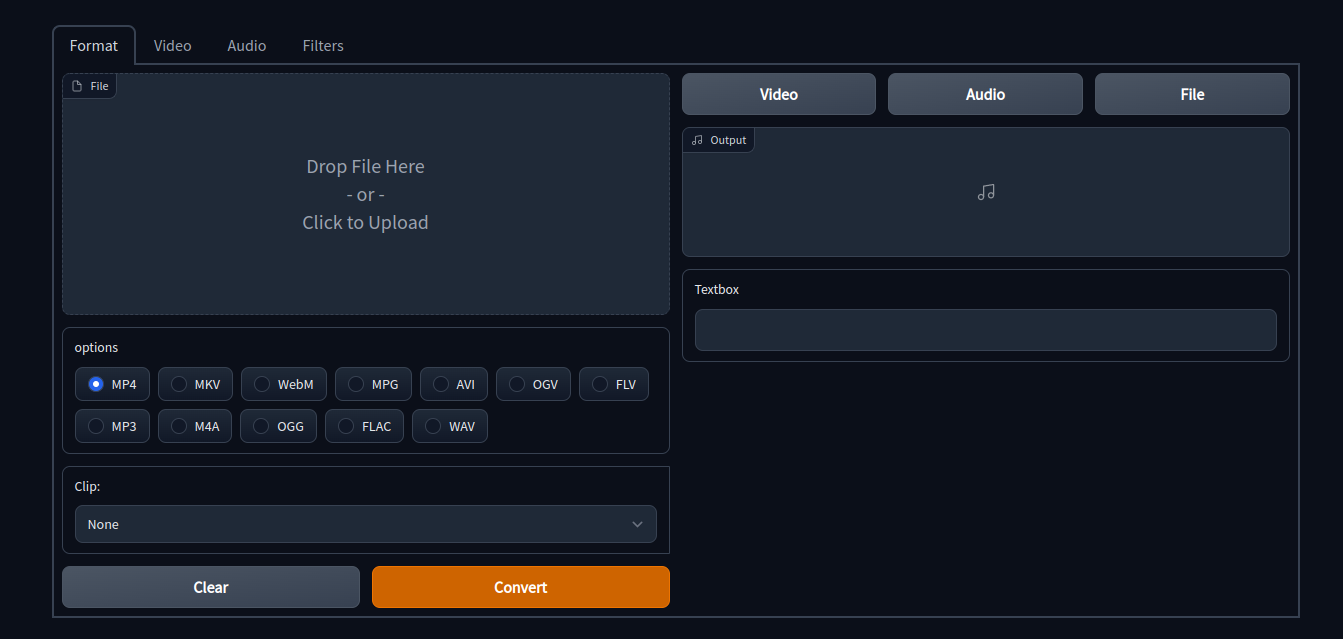 Format Video Audio Filters
File
Drop File Here
- or -
Click to Upload
options
MP4 MKV WebM MPG AVI OGV FLV
MP3 M4A OGG FLAC WAV
Clip:
None
Clear Convert
Video Audio File
Output
Textbox